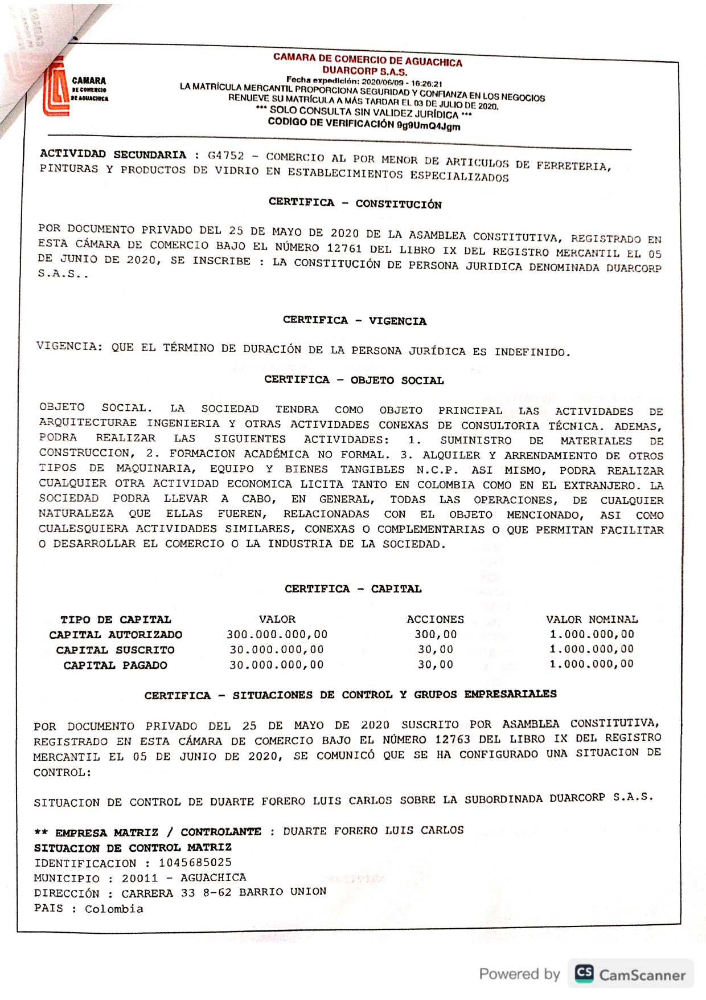 CAMARA
DE COMERCIO
DE AGUACHICA
CAMARA DE COMERCIO DE AGUACHICA
DUARCORP S.A.S.
Fecha expedición: 2020/06/09 - 16:26:21
LA MATRÍCULA MERCANTIL PROPORCIONA SEGURIDAD Y CONFIANZA EN LOS NEGOCIOS
RENUEVE SU MATRÍCULA A MÁS TARDAR EL 03 DE JULIO DE 2020.
*** SOLO CONSULTA SIN VALIDEZ JURÍDICA ***
CODIGO DE VERIFICACIÓN 9g9UmQ4Jgm
ACTIVIDAD SECUNDARIA : G4752 - COMERCIO AL POR MENOR DE ARTICULOS DE FERRETERIA,
PINTURAS Y PRODUCTOS DE VIDRIO EN ESTABLECIMIENTOS ESPECIALIZADOS
CERTIFICA - CONSTITUCIÓN
POR DOCUMENTO PRIVADO DEL 25 DE MAYO DE 2020 DE LA ASAMBLEA CONSTITUTIVA, REGISTRADO EN
ESTA CÁMARA DE COMERCIO BAJO EL NÚMERO 12761 DEL LIBRO IX DEL REGISTRO MERCANTIL EL 05
DE JUNIO DE 2020, SE INSCRIBE : LA CONSTITUCIÓN DE PERSONA JURIDICA DENOMINADA DUARCORP
S.A.S..
CERTIFICA - VIGENCIA
VIGENCIA: QUE EL TÉRMINO DE DURACIÓN DE LA PERSONA JURÍDICA ES INDEFINIDO.
CERTIFICA - OBJETO SOCIAL
OBJETO SOCIAL. LA SOCIEDAD TENDRA COMO OBJETO PRINCIPAL LAS ACTIVIDADES DE
ARQUITECTURAE INGENIERIA Y OTRAS ACTIVIDADES CONEXAS DE CONSULTORIA TÉCNICA. ADEMAS,
PODRA REALIZAR LAS SIGUIENTES ACTIVIDADES: 1. SUMINISTRO DE MATERIALES DE
CONSTRUCCION, 2. FORMACION ACADÉMICA NO FORMAL. 3. ALQUILER Y ARRENDAMIENTO DE OTROS
TIPOS DE MAQUINARIA, EQUIPO Y BIENES TANGIBLES N.C.P. ASI MISMO, PODRA REALIZAR
CUALQUIER OTRA ACTIVIDAD ECONOMICA LICITA TANTO EN COLOMBIA COMO EN EL EXTRANJERO. LA
SOCIEDAD PODRA LLEVAR A CABO, EN GENERAL, TODAS LAS OPERACIONES, DE CUALQUIER
NATURALEZA QUE ELLAS FUEREN, RELACIONADAS CON EL OBJETO MENCIONADO, ASI COMO
CUALESQUIERA ACTIVIDADES SIMILARES, CONEXAS O COMPLEMENTARIAS O QUE PERMITAN FACILITAR
O DESARROLLAR EL COMERCIO O LA INDUSTRIA DE LA SOCIEDAD.
CERTIFICA - CAPITAL
TIPO DE CAPITAL VALOR ACCIONES VALOR NOMINAL
CAPITAL AUTORIZADO 300.000.000,00 300,00 1.000.000,00
CAPITAL SUSCRITO 30.000.000,00 30,00 1.000.000,00
CAPITAL PAGADO 30.000.000,00 30,00 1.000.000,00
CERTIFICA - SITUACIONES DE CONTROL Y GRUPOS EMPRESARIALES
POR DOCUMENTO PRIVADO DEL 25 DE MAYO DE 2020 SUSCRITO POR ASAMBLEA CONSTITUTIVA,
REGISTRADO EN ESTA CÁMARA DE COMERCIO BAJO EL NÚMERO 12763 DEL LIBRO IX DEL REGISTRO
MERCANTIL EL 05 DE JUNIO DE 2020, SE COMUNICÓ QUE SE HA CONFIGURADO UNA SITUACION DE
CONTROL:
SITUACION DE CONTROL DE DUARTE FORERO LUIS CARLOS SOBRE LA SUBORDINADA DUARCORP S.A.S.
** EMPRESA MATRIZ / CONTROLANTE : DUARTE FORERO LUIS CARLOS
SITUACION DE CONTROL MATRIZ
IDENTIFICACION : 1045685025
MUNICIPIO : 20011 - AGUACHICA
DIRECCIÓN : CARRERA 33 8-62 BARRIO UNION
PAIS : Colombia
Powered by CS CamScanner